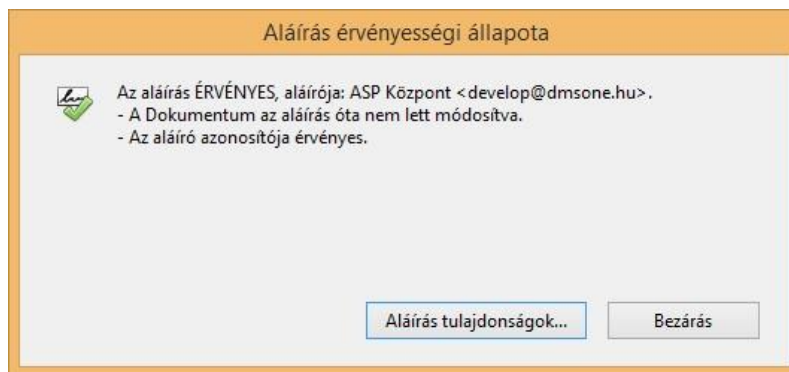 Aláírás érvényességi állapota
Az aláírás ÉRVÉNYES, aláírója: ASP Központ <develop@dmsone.hu>.
- A Dokumentum az aláírás óta nem lett módosítva.
- Az aláíró azonosítója érvényes.
Aláírás tulajdonságok... Bezárás